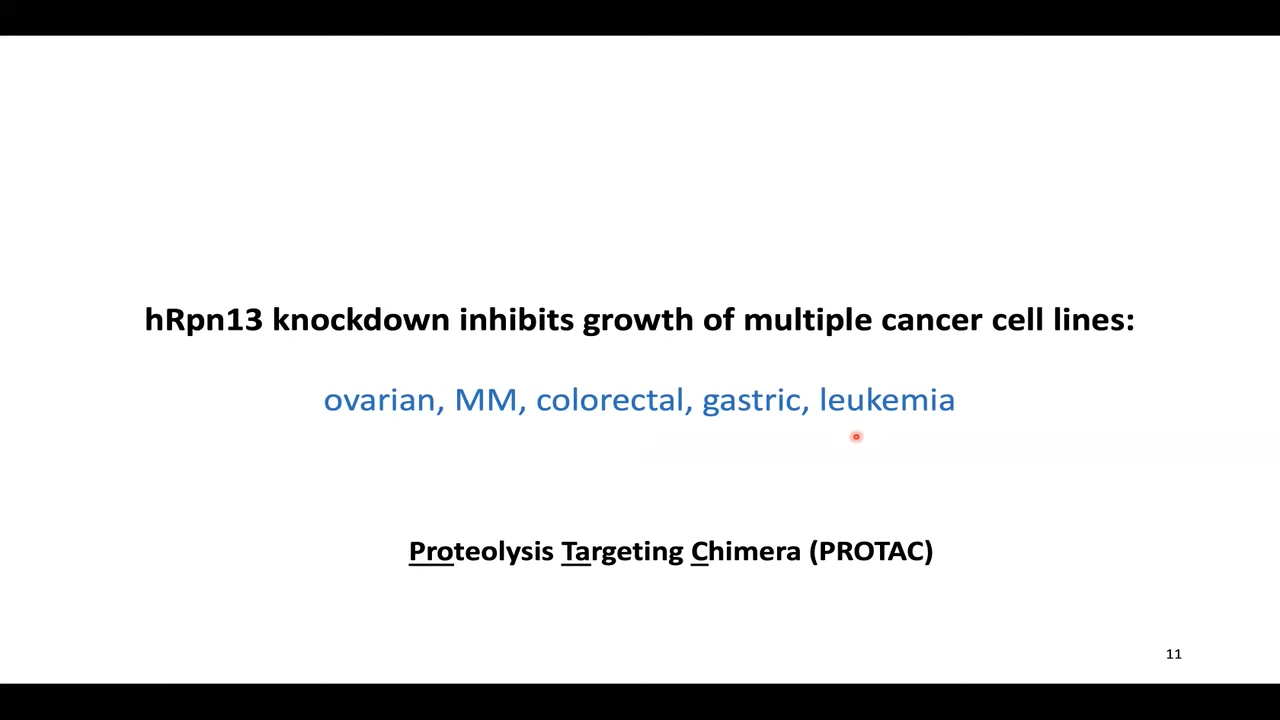 hRpn13 knockdown inhibits growth of multiple cancer cell lines:
ovarian, MM, colorectal, gastric, leukemia
Proteolysis Targeting Chimera (PROTAC)
11